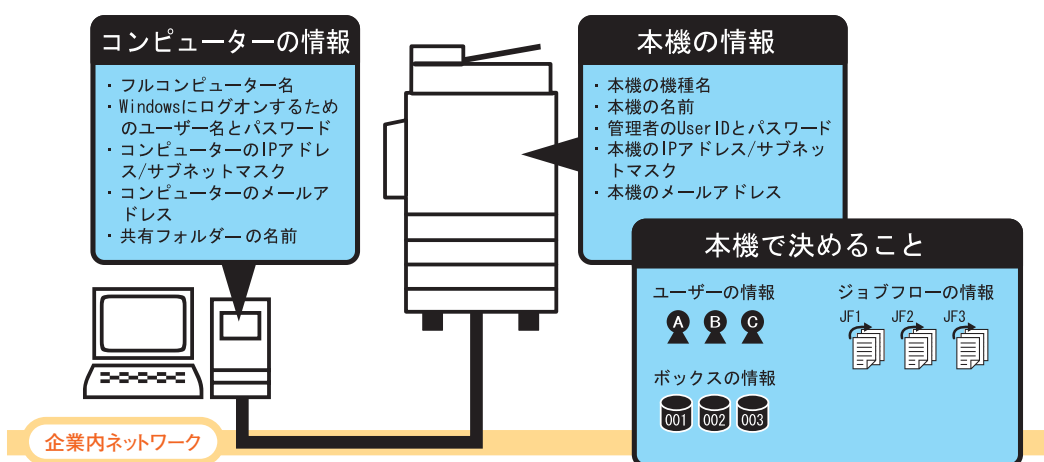 コンピューターの情報
・フルコンピューター名
・Windowsにログオンするため
のユーザー名とパスワード
・コンピューターのIPアドレ
ス/サブネットマスク
・コンピューターのメールア
ドレス
・共有フォルダーの名前
本機の情報
・本機の機種名
・本機の名前
・管理者のUserIDとパスワード
・本機のIPアドレス/サブネッ
トマスク
・本機のメールアドレス
本機で決めること
ユーザーの情報
A B C
ジョブフローの情報
JF1 JF2 JF3
ボックスの情報
001 002 003
企業内ネットワーク